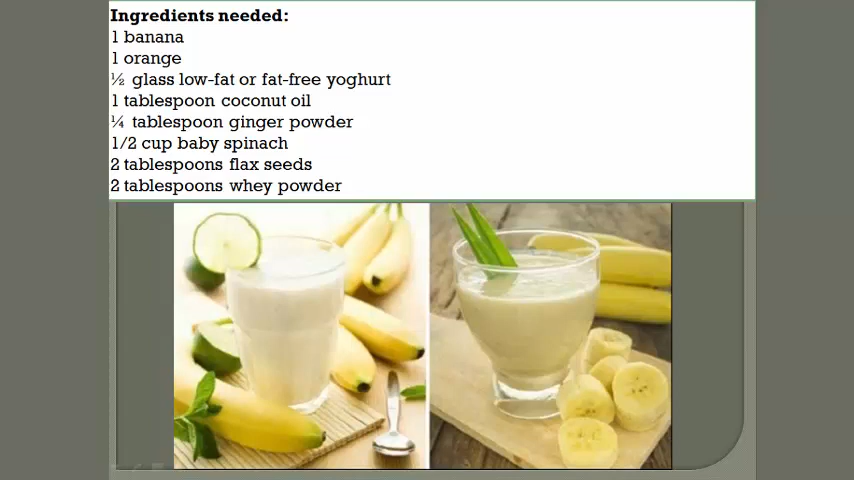 Ingredients needed:
1 banana
1 orange
½ glass low-fat or fat-free yoghurt
1 tablespoon coconut oil
¼ tablespoon ginger powder
1/2 cup baby spinach
2 tablespoons flax seeds
2 tablespoons whey powder